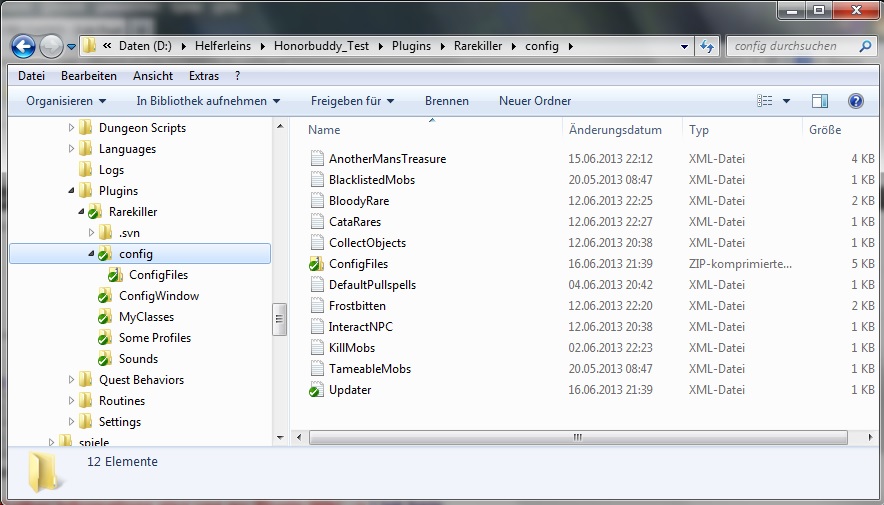 « Daten (D:) ▸ Helferleins ▸ Honorbuddy_Test ▸ Plugins ▸ Rarekiller ▸ config ▸
config durchsuchen
Datei Bearbeiten Ansicht Extras ?
Organisieren In Bibliothek aufnehmen Freigeben für Brennen Neuer Ordner
Dungeon Scripts
Languages
Logs
Plugins
Rarekiller
.svn
config
ConfigFiles
ConfigWindow
MyClasses
Some Profiles
Sounds
Quest Behaviors
Routines
Settings
spiele
Name Änderungsdatum Typ Größe
AnotherMansTreasure 15.06.2013 22:12 XML-Datei 4 KB
BlacklistedMobs 20.05.2013 08:47 XML-Datei 1 KB
BloodyRare 12.06.2013 22:25 XML-Datei 2 KB
CataRares 12.06.2013 22:27 XML-Datei 1 KB
CollectObjects 12.06.2013 20:38 XML-Datei 1 KB
ConfigFiles 16.06.2013 21:39 ZIP-komprimierte... 5 KB
DefaultPullspells 04.06.2013 20:42 XML-Datei 1 KB
Frostbitten 12.06.2013 22:20 XML-Datei 2 KB
InteractNPC 12.06.2013 20:38 XML-Datei 1 KB
KillMobs 02.06.2013 22:23 XML-Datei 1 KB
TameableMobs 20.05.2013 08:47 XML-Datei 1 KB
Updater 16.06.2013 21:39 XML-Datei 1 KB
12 Elemente